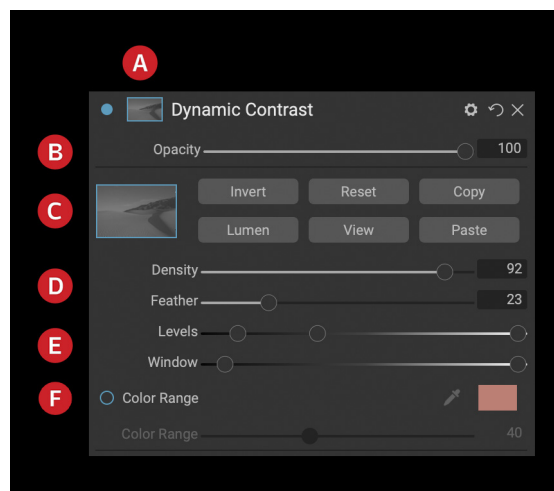 A
Dynamic Contrast
B
Opacity 100
C
Invert Reset Copy
Lumen View Paste
D
Density 92
Feather 23
E
Levels
Window
F
Color Range
Color Range 40